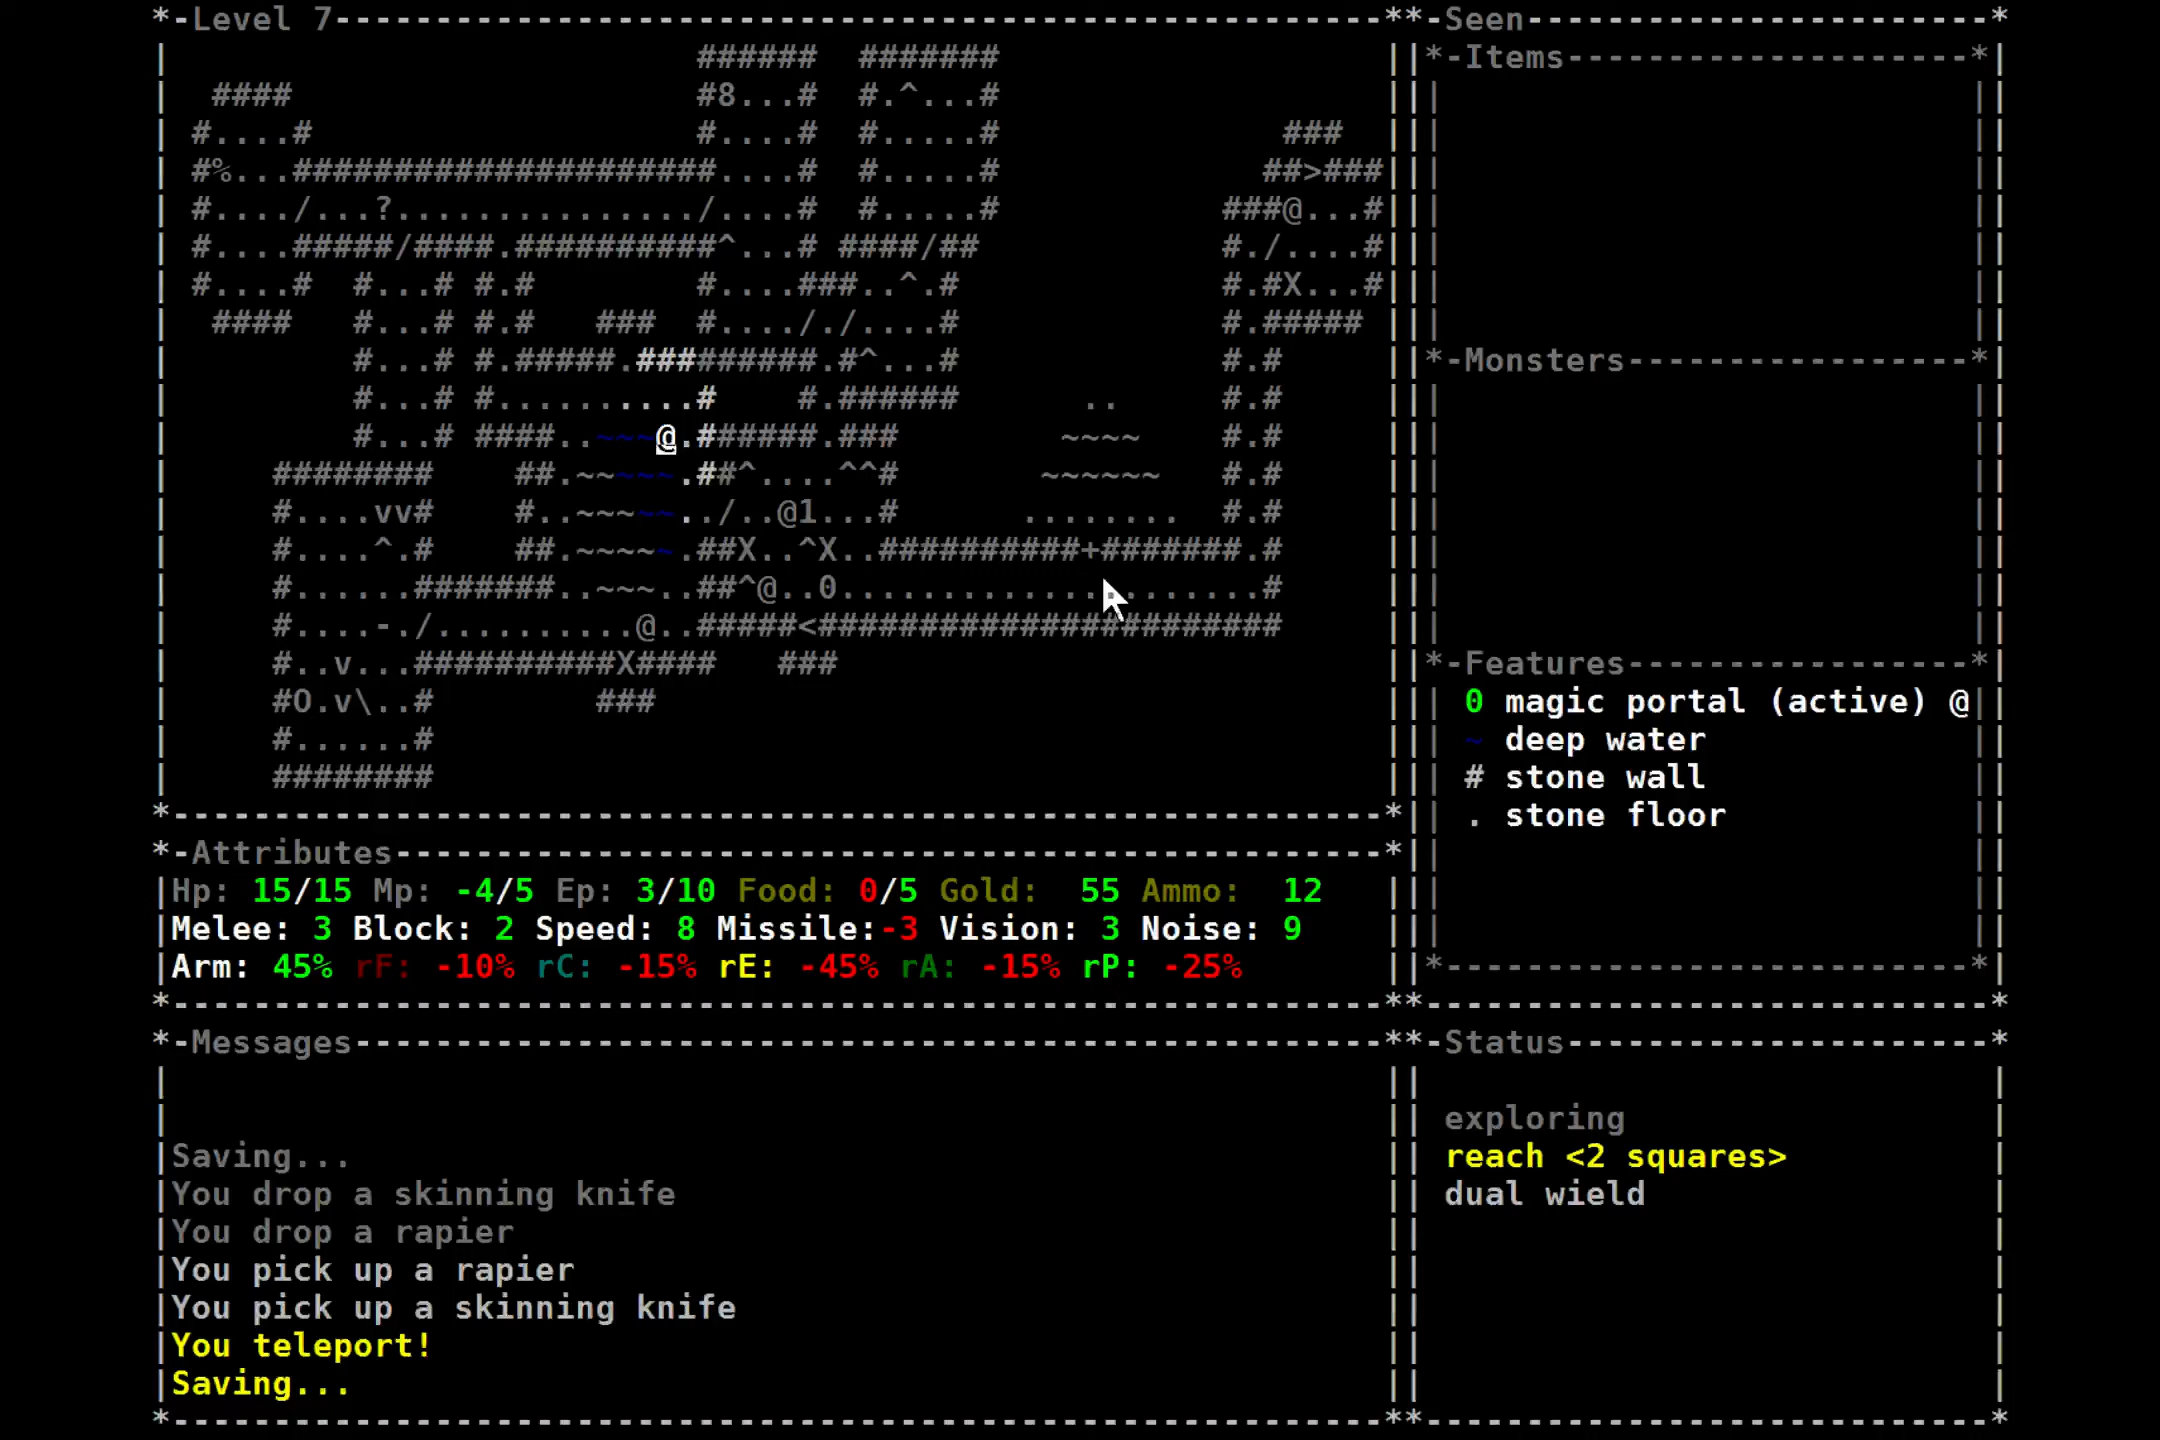 *-Level 7----------------------------------------------------**-Seen-----------------------*
|                          ###### #######                   ||*-Items--------------------*|
|  ####                    #8...#  #.^...#                   |||                          ||
| #....#                   #....#  #.....#              ###  |||                          ||
| #%...#####################....#  #.....#             ##>###|||                          ||
| #..../...?.............../....#  #.....#           ###@...#|||                          ||
| #....#####/####.##########^...# ####/##            #./....#|||                          ||
| #....#  #...# #.#        #....###..^.#             #.#X...#|||                          ||
|  ####   #...# #.#   ###  #...././....#             #.##### |||                          ||
|         #...# #.#####.#########.#^...#             #.#     ||*-Monsters-----------------*|
|         #...# #..........#    #.######      ..     #.#     |||                          ||
|         #...# ####..~~~@.######.###        ~~~~    #.#     |||                          ||
|     ########    ##.~~~~~.##^....^^#       ~~~~~~   #.#     |||                          ||
|     #....vv#    #..~~~~~../..@1...#      ........  #.#     |||                          ||
|     #....^.#    ##.~~~~~.##X..^X..##########+#######.#     |||                          ||
|     #......#######..~~~..##^@..0.....................#     |||                          ||
|     #....-./..........@..#####<#######################     |||                          ||
|     #..v...##########X####   ###                           ||*-Features-----------------*|
|     #O.v\..#        ###                                    ||| 0 magic portal (active) @||
|     #......#                                               ||| ~ deep water             ||
|     ########                                               ||| # stone wall             ||
*------------------------------------------------------------*|| . stone floor            ||
*-Attributes-------------------------------------------------*||                          ||
|Hp: 15/15 Mp: -4/5 Ep: 3/10 Food: 0/5 Gold:  55 Ammo:  12   |||                          ||
|Melee: 3 Block: 2 Speed: 8 Missile:-3 Vision: 3 Noise: 9    |||                          ||
|Arm: 45% rF: -10% rC: -15% rE: -45% rA: -15% rP: -25%       ||*--------------------------*|
*------------------------------------------------------------**----------------------------*
*-Messages---------------------------------------------------**-Status---------------------*
|                                                            ||                            |
|                                                            || exploring                  |
|Saving...                                                   || reach <2 squares>          |
|You drop a skinning knife                                   || dual wield                 |
|You drop a rapier                                           ||                            |
|You pick up a rapier                                        ||                            |
|You pick up a skinning knife                                ||                            |
|You teleport!                                               ||                            |
|Saving...                                                   ||                            |
*------------------------------------------------------------**----------------------------*